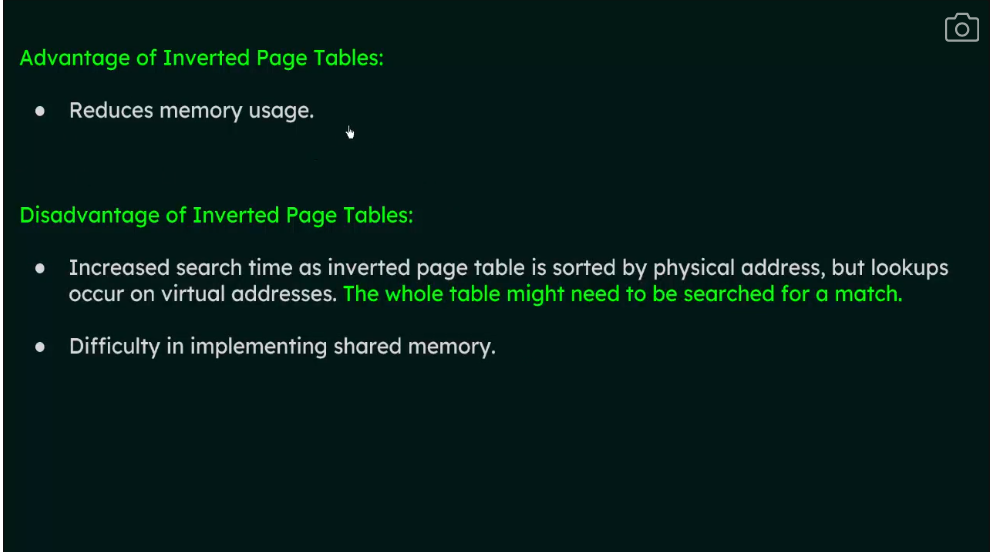 Advantage of Inverted Page Tables:
● Reduces memory usage.
Disadvantage of Inverted Page Tables:
● Increased search time as inverted page table is sorted by physical address, but lookups
occur on virtual addresses. The whole table might need to be searched for a match.
● Difficulty in implementing shared memory.